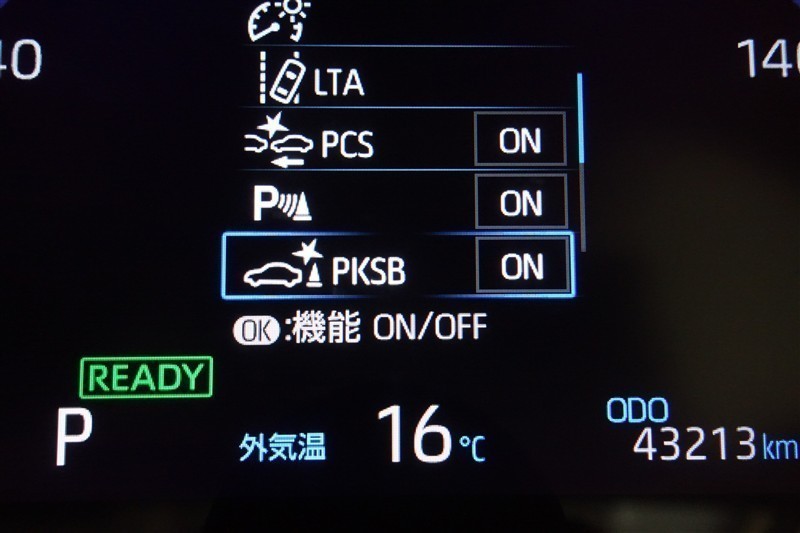 40
140
LTA
PCS ON
P ON
PKSB ON
OK:機能 ON/OFF
READY
P
外気温 16℃
ODO
43213km